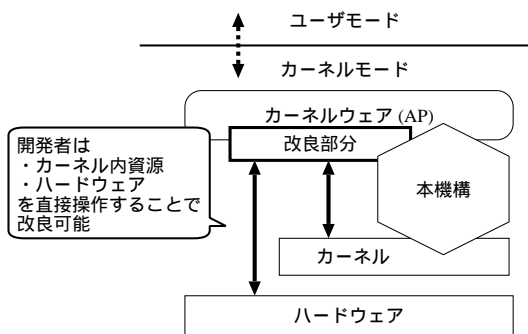 ユーザモード
カーネルモード
カーネルウェア (AP)
改良部分
開発者は
・カーネル内資源
・ハードウェア
を直接操作することで
改良可能
本機構
カーネル
ハードウェア